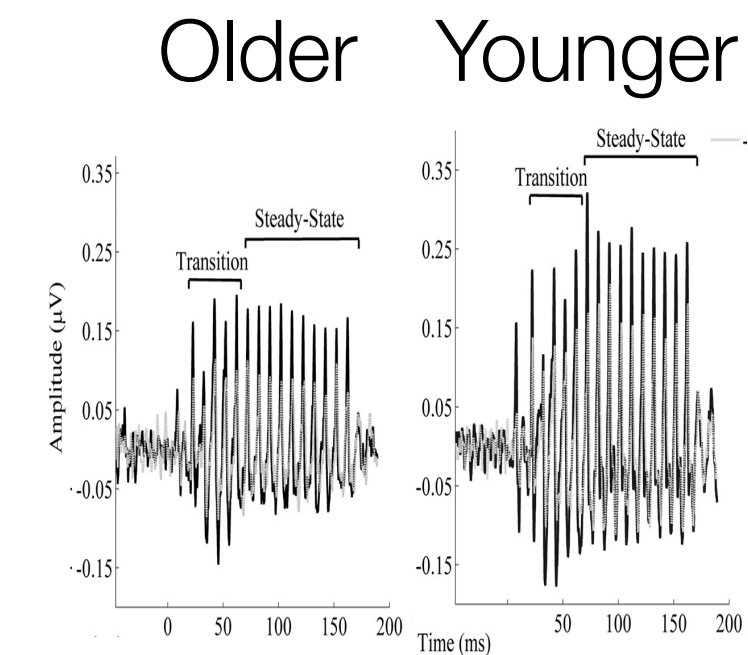 Older Younger
Steady-State
0.35
0.35
Transition
Steady-State
0.25
Transition
0.25
Amplitude (μV)
0.15
0.15
0.05
0.05
-0.05
-0.05
-0.15
-0.15
0 50 100 150 200
50 100 150 200
Time (ms)